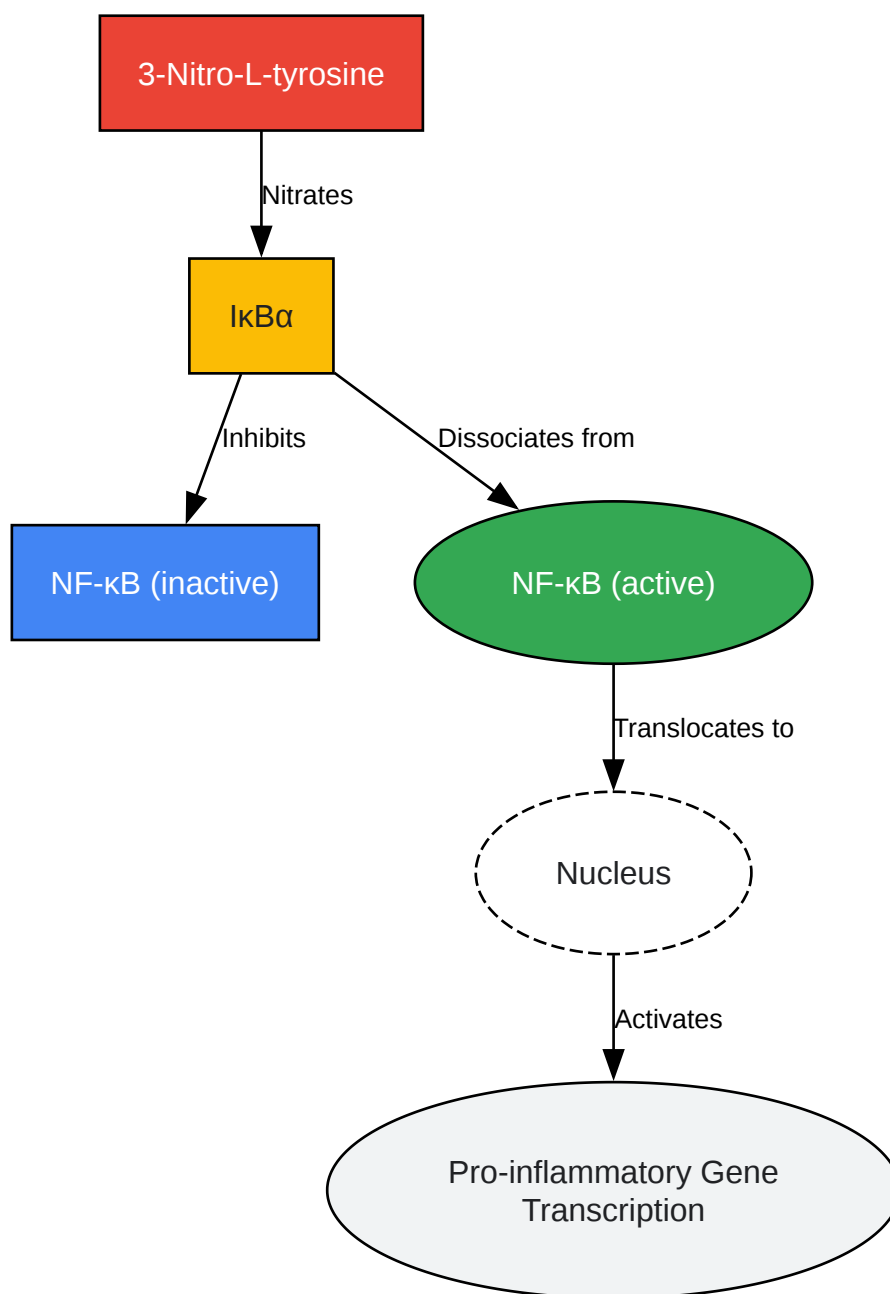 3-Nitro-L-tyrosine
Nitrates
IκBα
Inhibits
Dissociates from
NF-κB (inactive)
NF-κB (active)
Translocates to
Nucleus
Activates
Pro-inflammatory Gene
Transcription